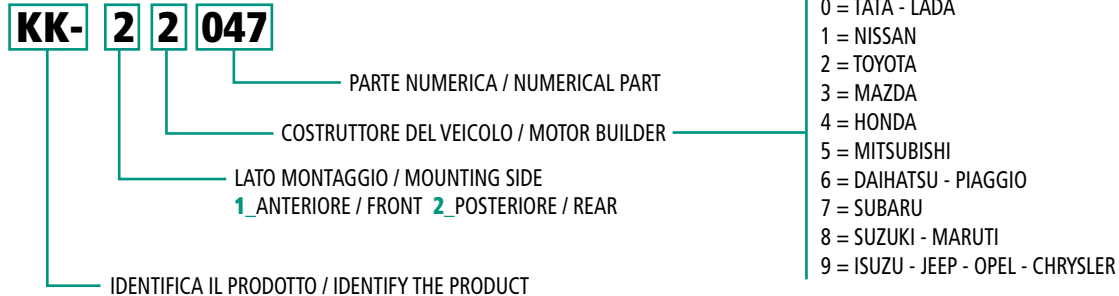 KK- 2 2 047
PARTE NUMERICA / NUMERICAL PART
COSTRUTTORE DEL VEICOLO / MOTOR BUILDER
LATO MONTAGGIO / MOUNTING SIDE
1_ANTERIORE / FRONT 2_POSTERIORE / REAR
IDENTIFICA IL PRODOTTO / IDENTIFY THE PRODUCT
0 = TATA - LADA
1 = NISSAN
2 = TOYOTA
3 = MAZDA
4 = HONDA
5 = MITSUBISHI
6 = DAIHATSU - PIAGGIO
7 = SUBARU
8 = SUZUKI - MARUTI
9 = ISUZU - JEEP - OPEL - CHRYSLER